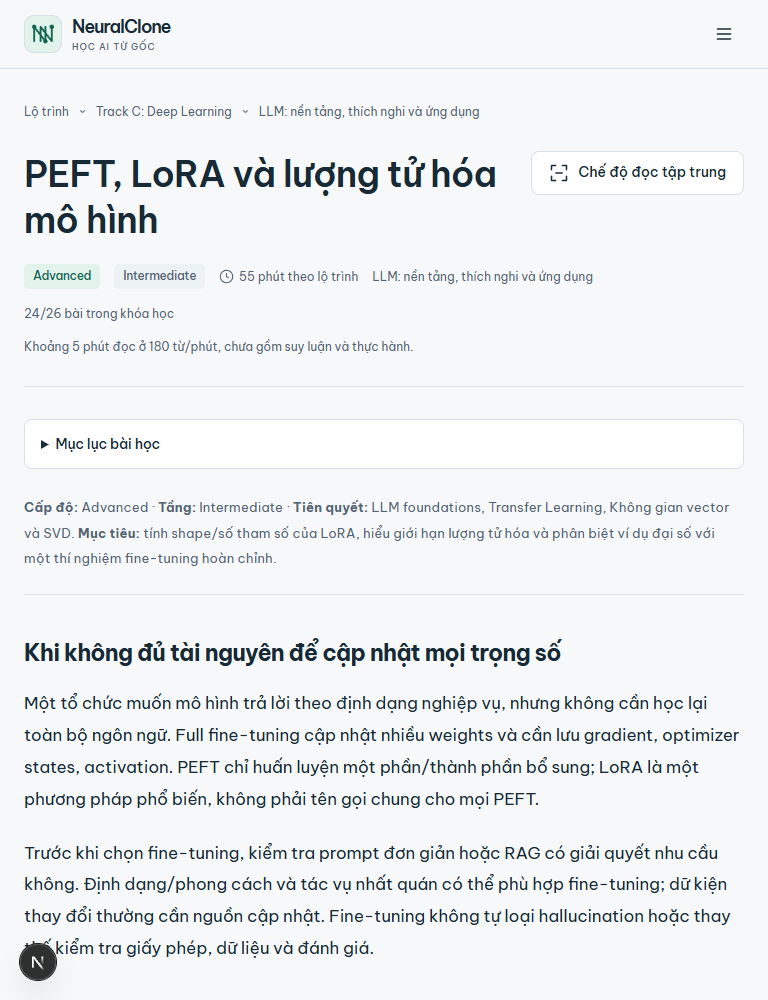 NeuralClone
HỌC AI TỪ GỐC
Lộ trình
Track C: Deep Learning
LLM: nền tảng, thích nghi và ứng dụng
PEFT, LoRA và lượng tử hóa
mô hình
Chế độ đọc tập trung
Advanced
Intermediate
55 phút theo lộ trình
LLM: nền tảng, thích nghi và ứng dụng
24/26 bài trong khóa học
Khoảng 5 phút đọc ở 180 từ/phút, chưa gồm suy luận và thực hành.
Mục lục bài học
Cấp độ: Advanced · Tầng: Intermediate · Tiên quyết: LLM foundations, Transfer Learning, Không gian vector
và SVD. Mục tiêu: tính shape/số tham số của LoRA, hiểu giới hạn lượng tử hóa và phân biệt ví dụ đại số với
một thí nghiệm fine-tuning hoàn chỉnh.
Khi không đủ tài nguyên để cập nhật mọi trọng số
Một tổ chức muốn mô hình trả lời theo định dạng nghiệp vụ, nhưng không cần học lại
toàn bộ ngôn ngữ. Full fine-tuning cập nhật nhiều weights và cần lưu gradient, optimizer
states, activation. PEFT chỉ huấn luyện một phần/thành phần bổ sung; LoRA là một
phương pháp phổ biến, không phải tên gọi chung cho mọi PEFT.
Trước khi chọn fine-tuning, kiểm tra prompt đơn giản hoặc RAG có giải quyết nhu cầu
không. Định dạng/phong cách và tác vụ nhất quán có thể phù hợp fine-tuning; dữ kiện
thay đổi thường cần nguồn cập nhật. Fine-tuning không tự loại hallucination hoặc thay
thế kiểm tra giấy phép, dữ liệu và đánh giá.